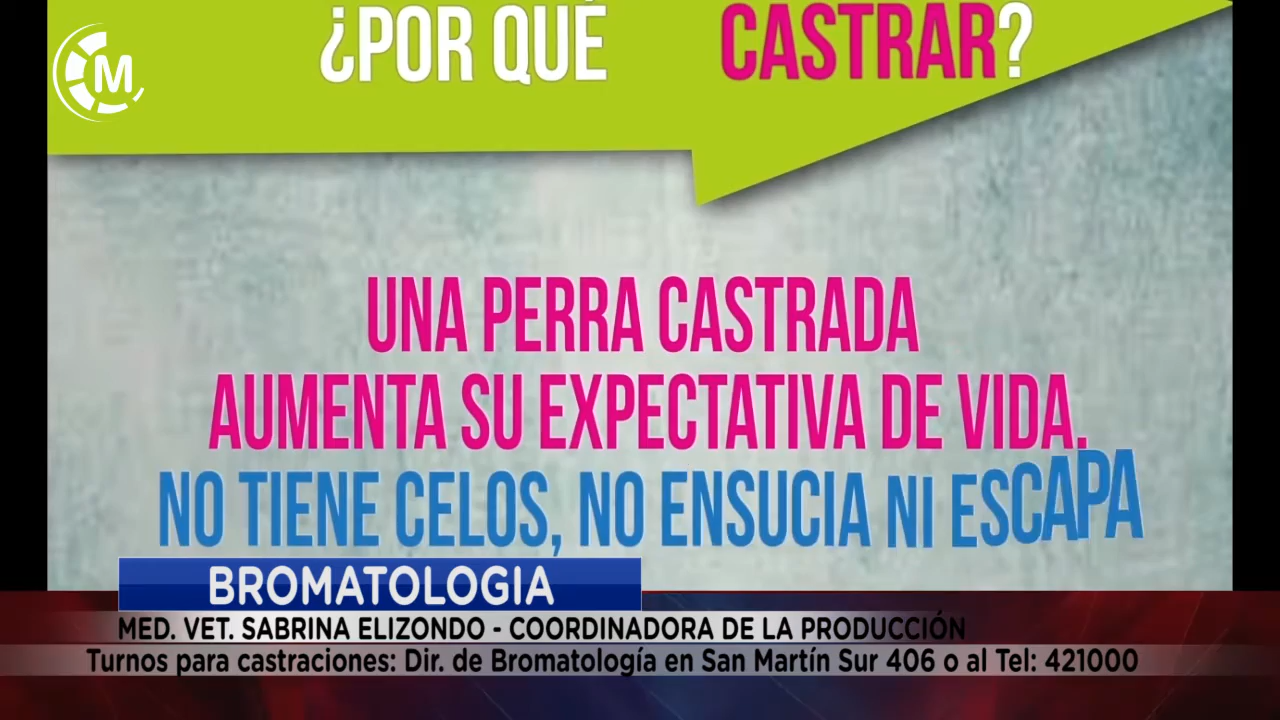 ¿POR QUÉ CASTRAR?
M
UNA PERRA CASTRADA
AUMENTA SU EXPECTATIVA DE VIDA.
NO TIENE CELOS, NO ENSUCIA NI ESCAPA
BROMATOLOGIA
MED. VET. SABRINA ELIZONDO - COORDINADORA DE LA PRODUCCIÓN
Turnos para castraciones: Dir. de Bromatología en San Martín Sur 406 o al Tel: 421000